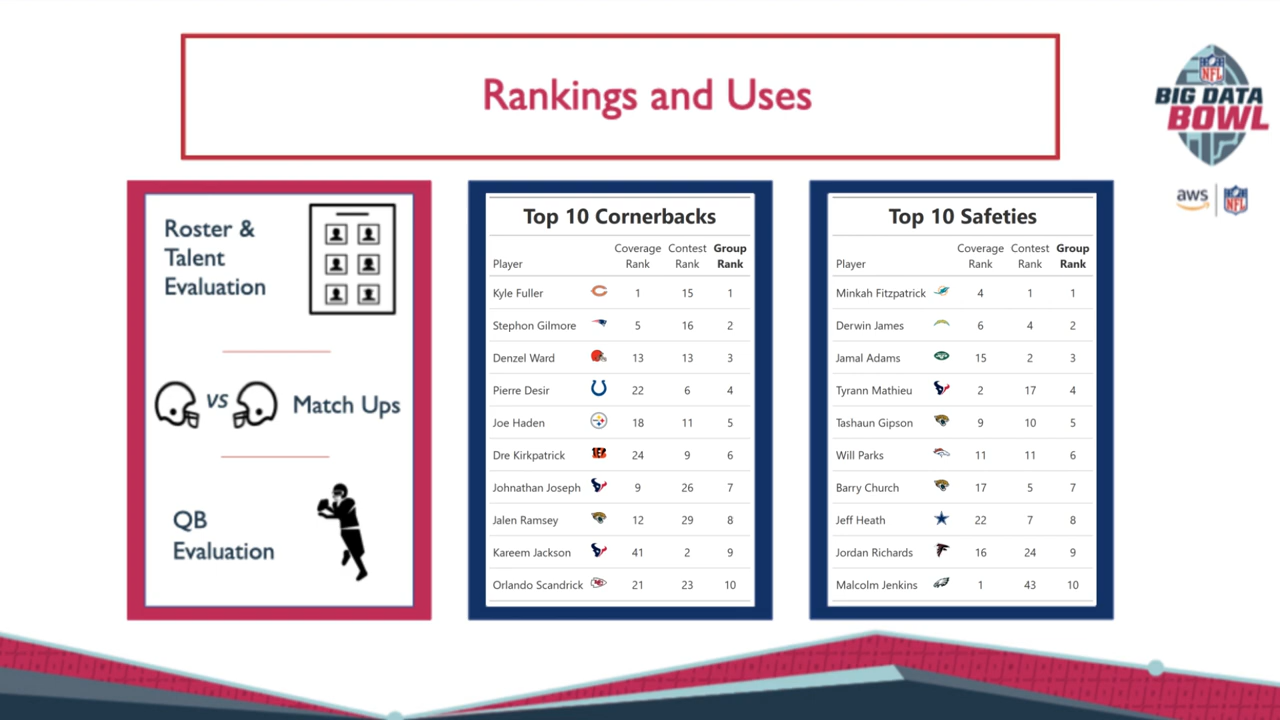 Rankings and Uses
NFL
BIG DATA
BOWL
aws NFL
Roster &
Talent
Evaluation
VS Match Ups
QB
Evaluation
Top 10 Cornerbacks
Player Coverage Rank Contest Rank Group Rank
Kyle Fuller 1 15 1
Stephon Gilmore 5 16 2
Denzel Ward 13 13 3
Pierre Desir 22 6 4
Joe Haden 18 11 5
Dre Kirkpatrick 24 9 6
Johnathan Joseph 9 26 7
Jalen Ramsey 12 29 8
Kareem Jackson 41 2 9
Orlando Scandrick 21 23 10
Top 10 Safeties
Player Coverage Rank Contest Rank Group Rank
Minkah Fitzpatrick 4 1 1
Derwin James 6 4 2
Jamal Adams 15 2 3
Tyrann Mathieu 2 17 4
Tashaun Gipson 9 10 5
Will Parks 11 11 6
Barry Church 17 5 7
Jeff Heath 22 7 8
Jordan Richards 16 24 9
Malcolm Jenkins 1 43 10